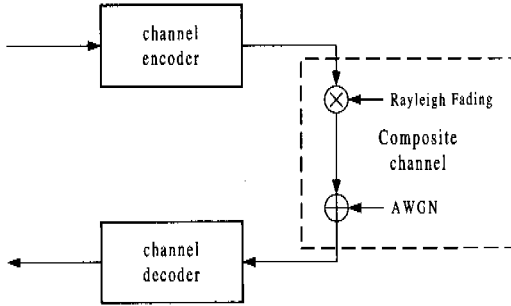 channel
encoder
Rayleigh Fading
Composite
channel
AWGN
channel
decoder